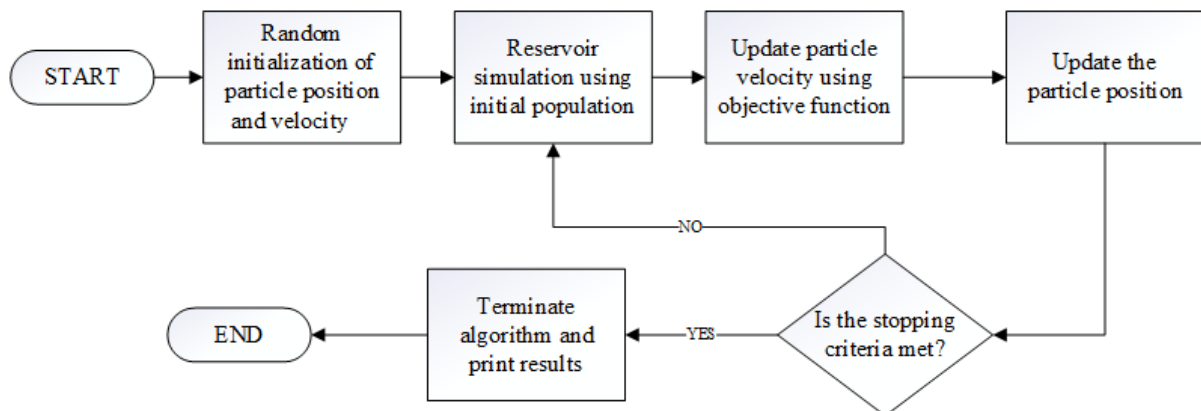 START
Random
initialization of
particle position
and velocity
Reservoir
simulation using
initial population
Update particle
velocity using
objective function
Update the
particle position
NO
Is the stopping
criteria met?
YES
Terminate
algorithm and
print results
END